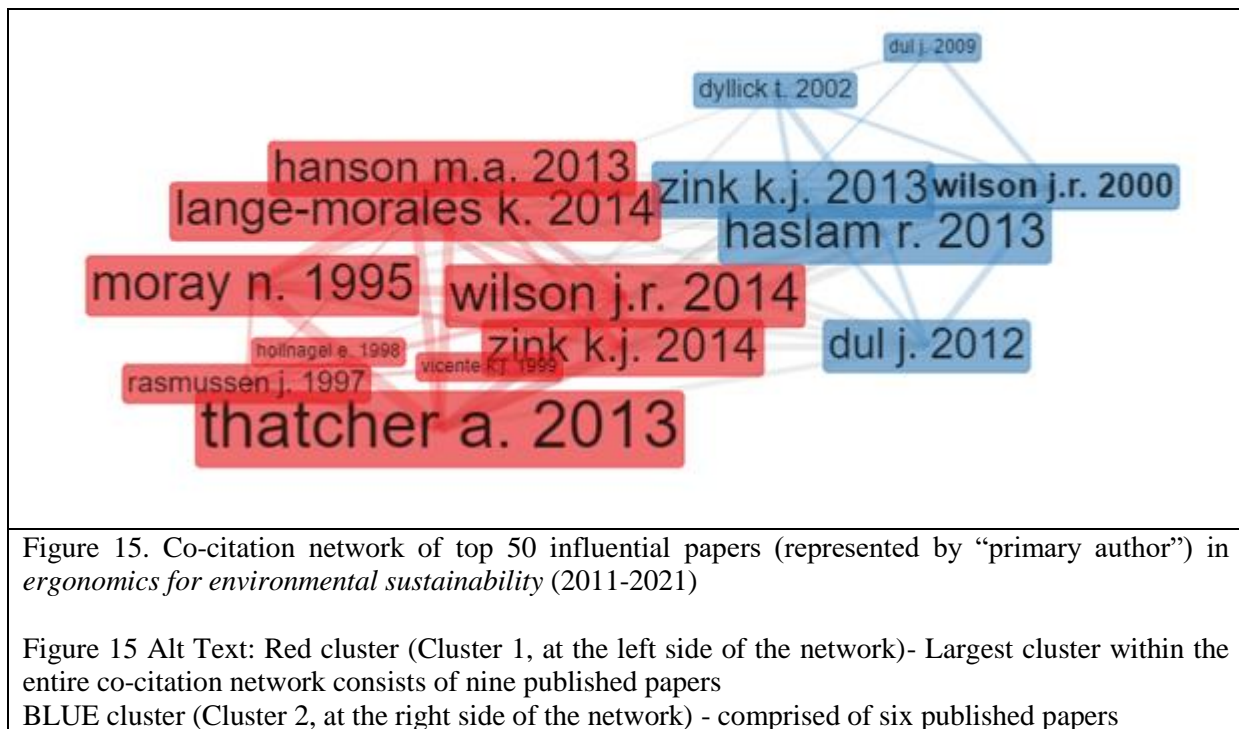 dul j. 2009
dyllick t. 2002
hanson m.a. 2013
zink k.j. 2013
wilson j.r. 2000
lange-morales k. 2014
haslam r. 2013
moray n. 1995
wilson j.r. 2014
zink k.j. 2014
dul j. 2012
hollnagel e. 1998
vicente k.j. 1999
rasmussen j. 1997
thatcher a. 2013
Figure 15. Co-citation network of top 50 influential papers (represented by “primary author”) in
ergonomics for environmental sustainability (2011-2021)
Figure 15 Alt Text: Red cluster (Cluster 1, at the left side of the network)- Largest cluster within the
entire co-citation network consists of nine published papers
BLUE cluster (Cluster 2, at the right side of the network) - comprised of six published papers